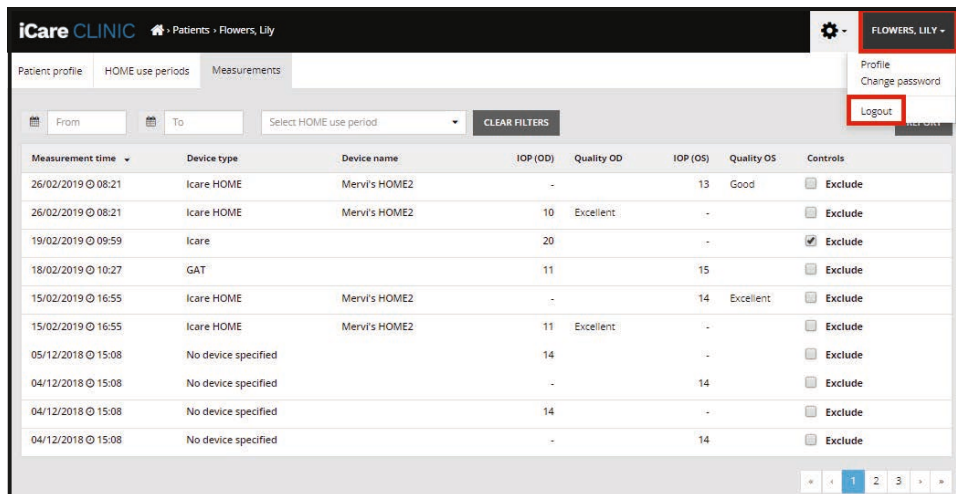 iCare CLINIC › Patients › Flowers, Lily FLOWERS, LILY
Patient profile HOME use periods Measurements
Profile
Change password
Logout
From To Select HOME use period CLEAR FILTERS REPORT
Measurement time Device type Device name IOP (OD) Quality OD IOP (OS) Quality OS Controls
26/02/2019 08:21 Icare HOME Mervi's HOME2 - 13 Good Exclude
26/02/2019 08:21 Icare HOME Mervi's HOME2 10 Excellent - Exclude
19/02/2019 09:59 Icare 20 - Exclude
18/02/2019 10:27 GAT 11 15 Exclude
15/02/2019 16:55 Icare HOME Mervi's HOME2 - 14 Excellent Exclude
15/02/2019 16:55 Icare HOME Mervi's HOME2 11 Excellent - Exclude
05/12/2018 15:08 No device specified 14 - Exclude
04/12/2018 15:08 No device specified - 14 Exclude
04/12/2018 15:08 No device specified 14 - Exclude
04/12/2018 15:08 No device specified - 14 Exclude
« ‹ 1 2 3 › »